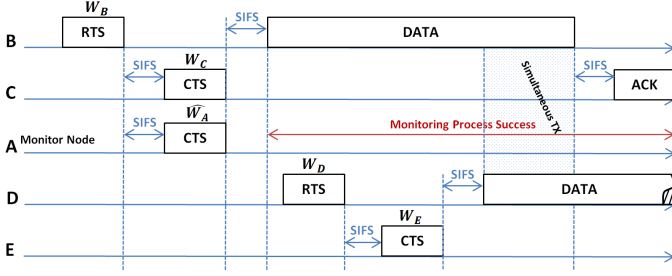 W_B
SIFS
B
RTS
DATA
W_C
SIFS
SIFS
C
CTS
ACK
Ŵ_A
SIFS
Simultaneous TX
Monitoring Process Success
A Monitor Node
CTS
W_D
SIFS
D
RTS
DATA
W_E
SIFS
E
CTS